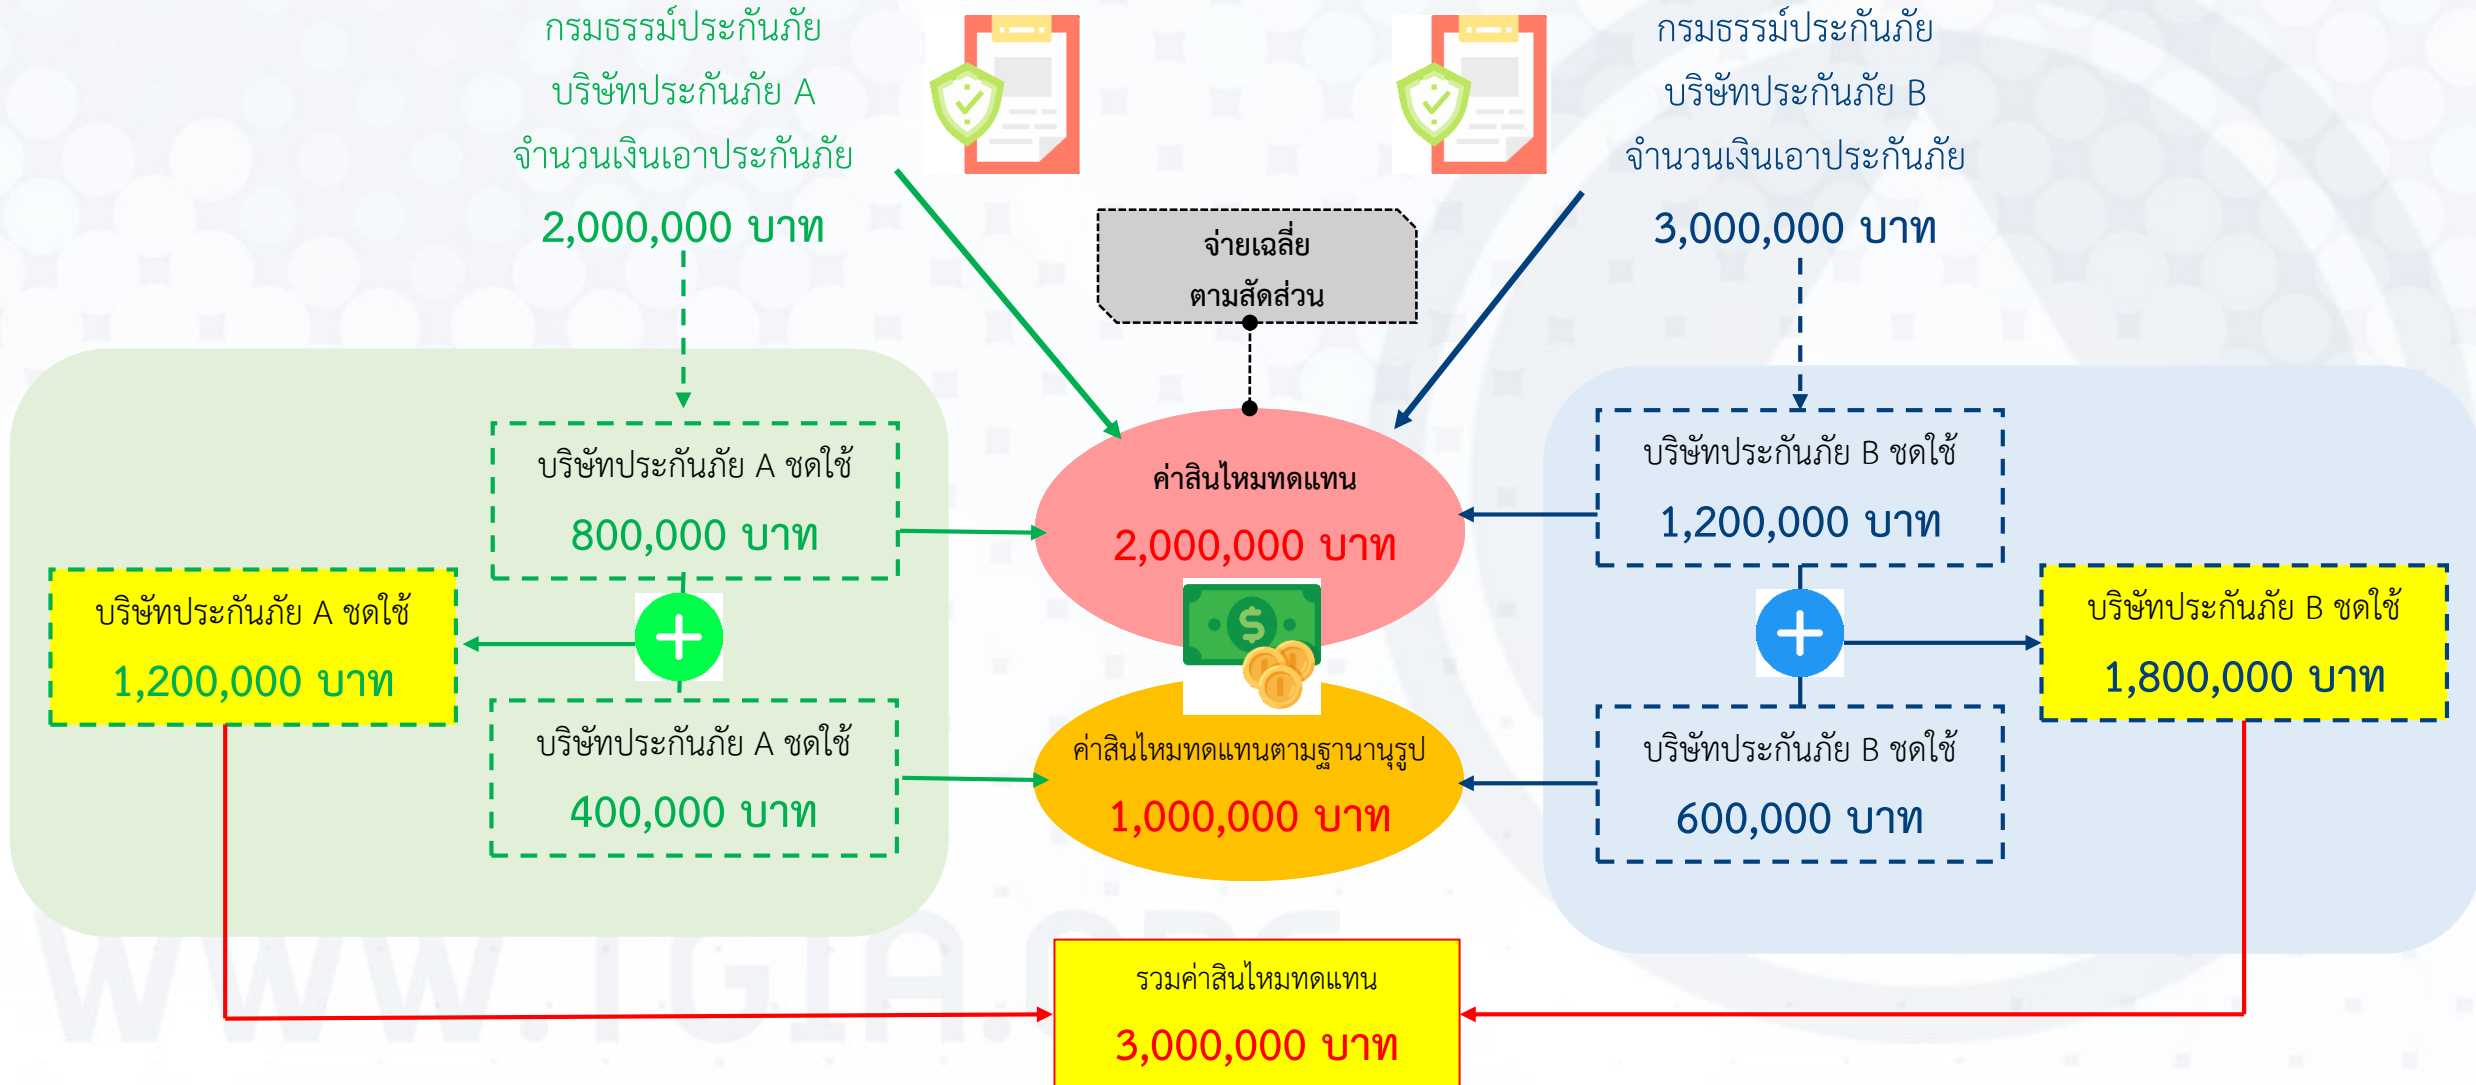 กรมธรรม์ประกันภัย
บริษัทประกันภัย A
จำนวนเงินเอาประกันภัย
2,000,000 บาท
กรมธรรม์ประกันภัย
บริษัทประกันภัย B
จำนวนเงินเอาประกันภัย
3,000,000 บาท
จ่ายเฉลี่ย
ตามสัดส่วน
บริษัทประกันภัย A ชดใช้
800,000 บาท
ค่าสินไหมทดแทน
2,000,000 บาท
บริษัทประกันภัย B ชดใช้
1,200,000 บาท
บริษัทประกันภัย A ชดใช้
1,200,000 บาท
บริษัทประกันภัย B ชดใช้
1,800,000 บาท
บริษัทประกันภัย A ชดใช้
400,000 บาท
ค่าสินไหมทดแทนตามฐานานุรูป
1,000,000 บาท
บริษัทประกันภัย B ชดใช้
600,000 บาท
รวมค่าสินไหมทดแทน
3,000,000 บาท
WWW.TGIA.ORG